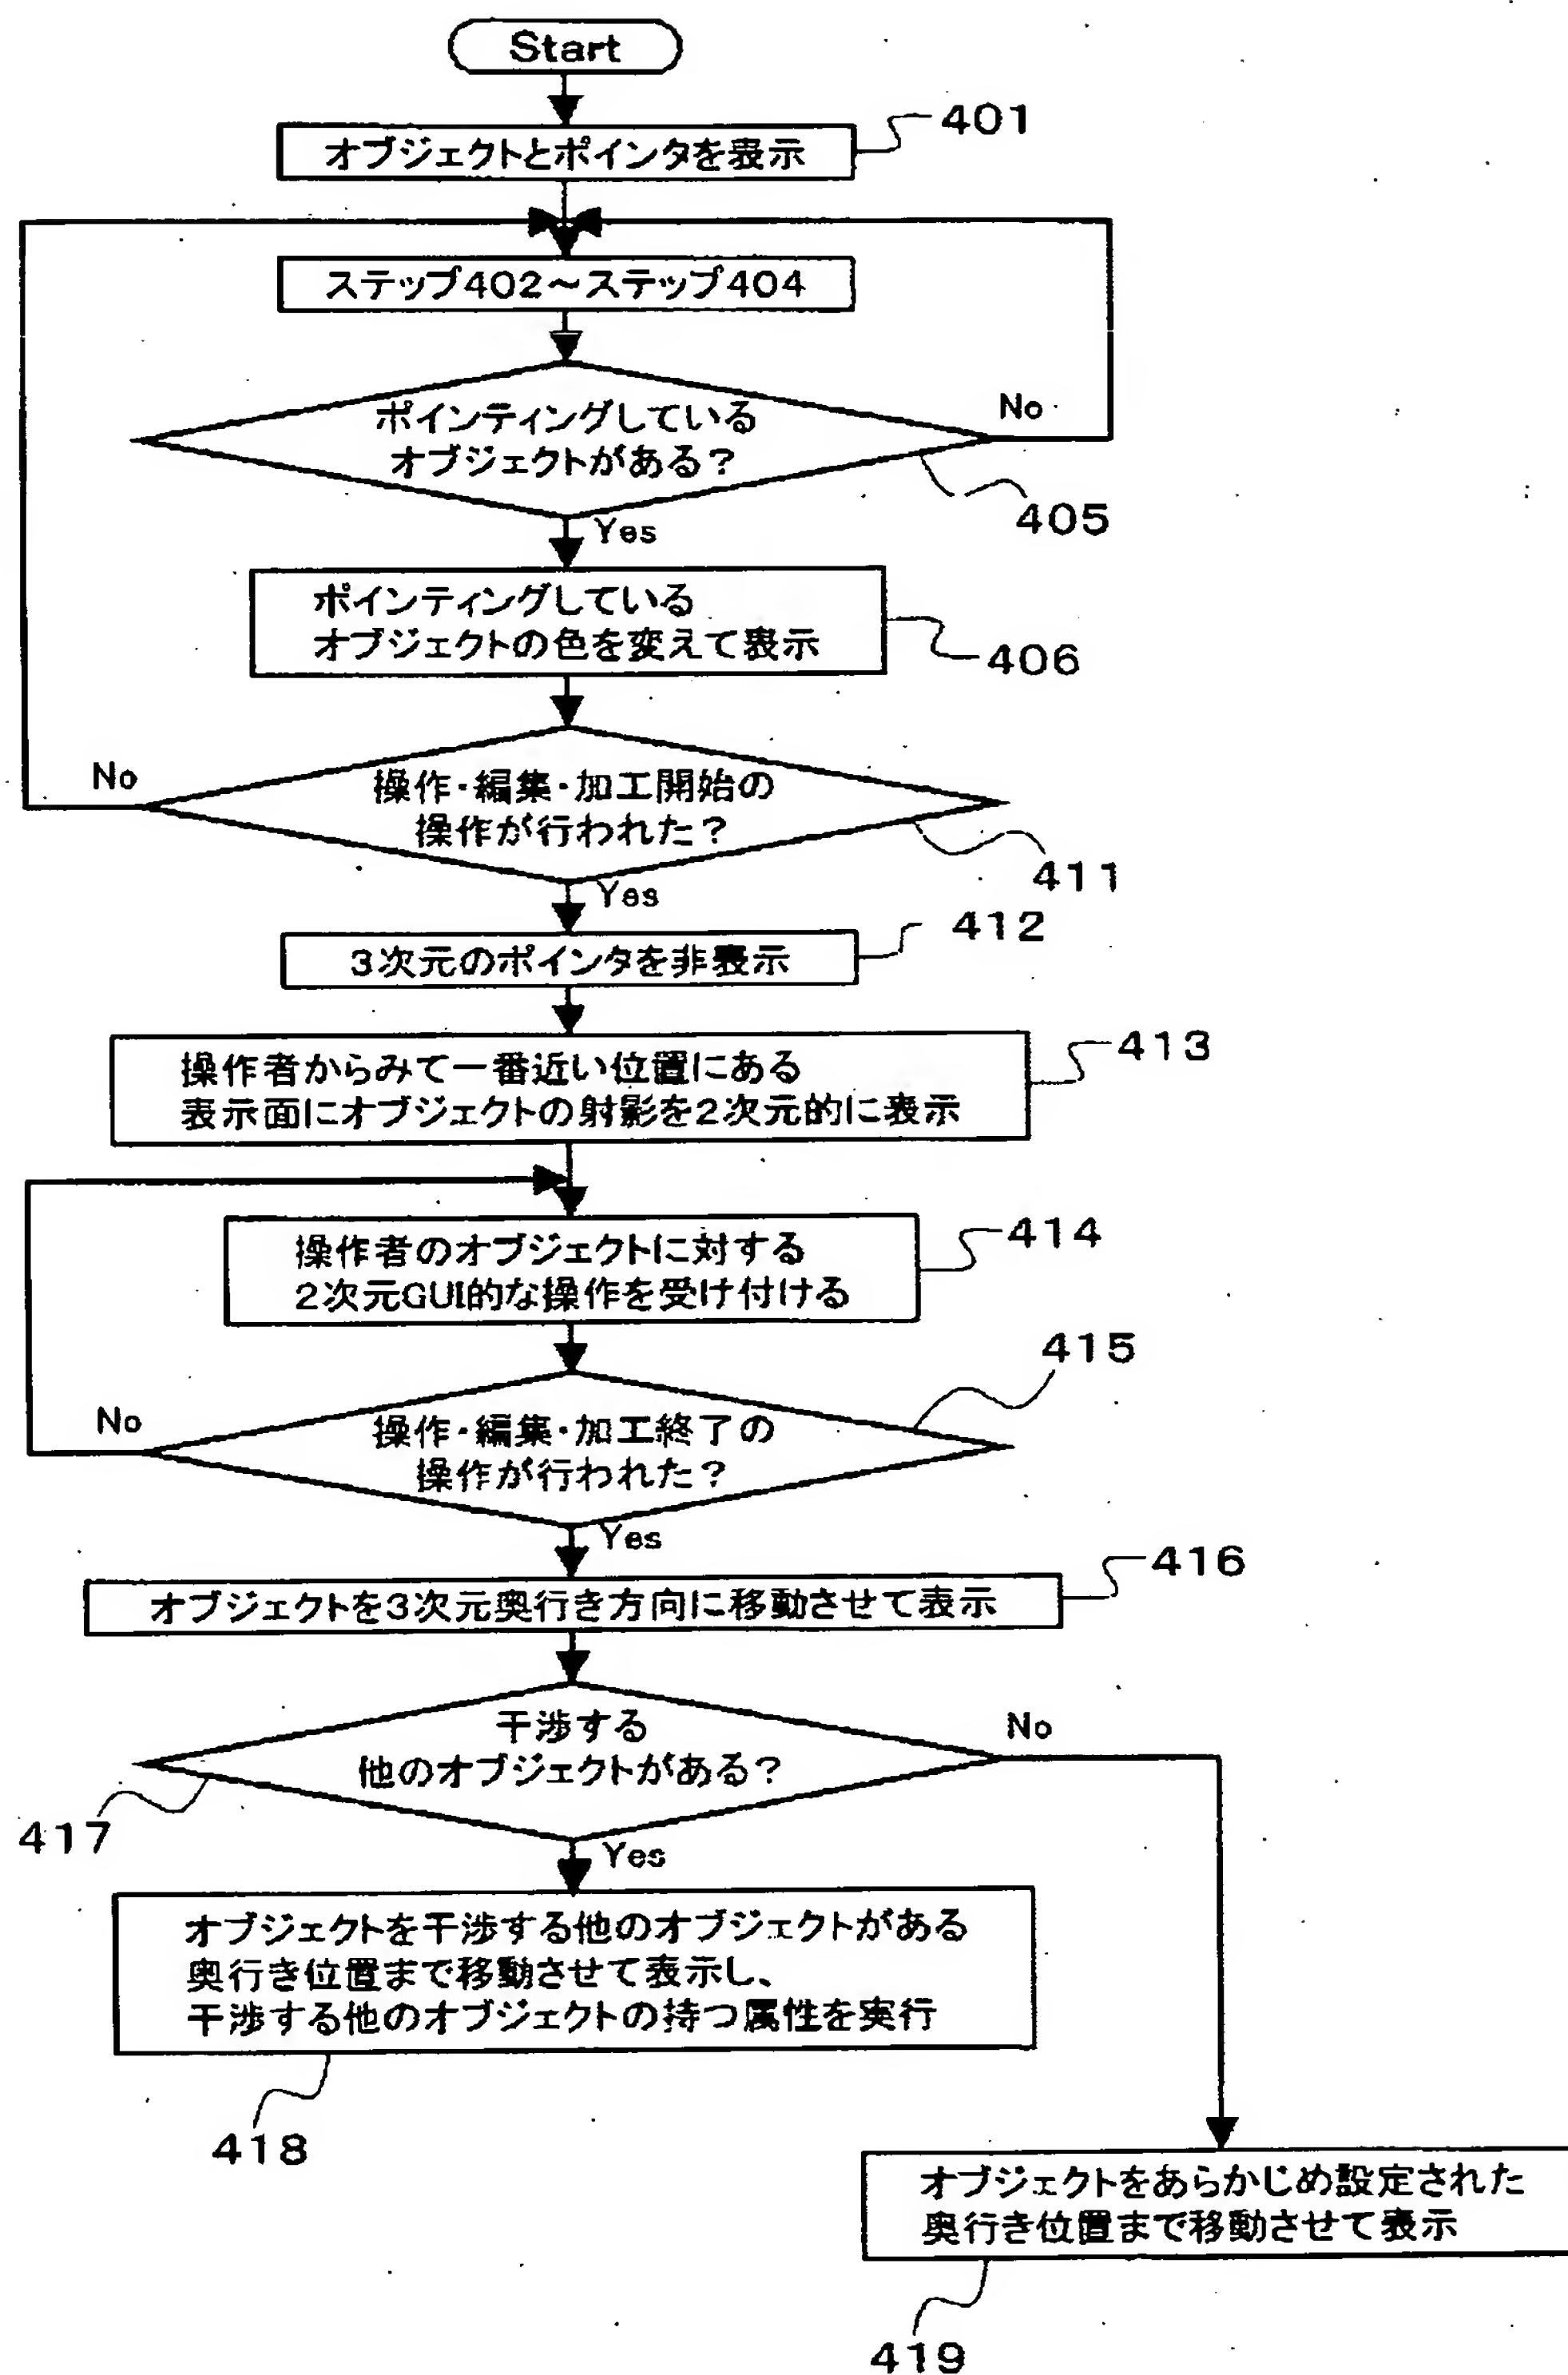 Start
オブジェクトとポインタを表示
401
ステップ402～ステップ404
ポインティングしている
オブジェクトがある？
No
405
Yes
ポインティングしている
オブジェクトの色を変えて表示
406
操作・編集・加工開始の
操作が行われた？
No
411
Yes
412
3次元のポインタを非表示
413
操作者からみて一番近い位置にある
表示面にオブジェクトの射影を2次元的に表示
414
操作者のオブジェクトに対する
2次元GUI的な操作を受け付ける
415
操作・編集・加工終了の
操作が行われた？
No
Yes
416
オブジェクトを3次元奥行き方向に移動させて表示
干渉する
他のオブジェクトがある？
No
417
Yes
オブジェクトを干渉する他のオブジェクトがある
奥行き位置まで移動させて表示し、
干渉する他のオブジェクトの持つ属性を実行
418
オブジェクトをあらかじめ設定された
奥行き位置まで移動させて表示
419